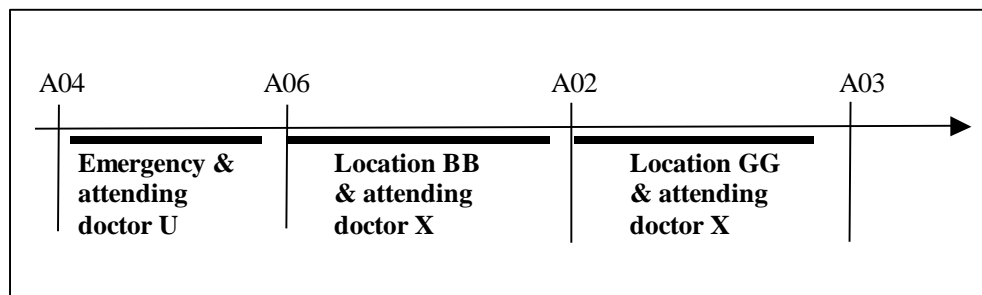 A04 A06 A02 A03
Emergency & Location BB Location GG
attending & attending & attending
doctor U doctor X doctor X